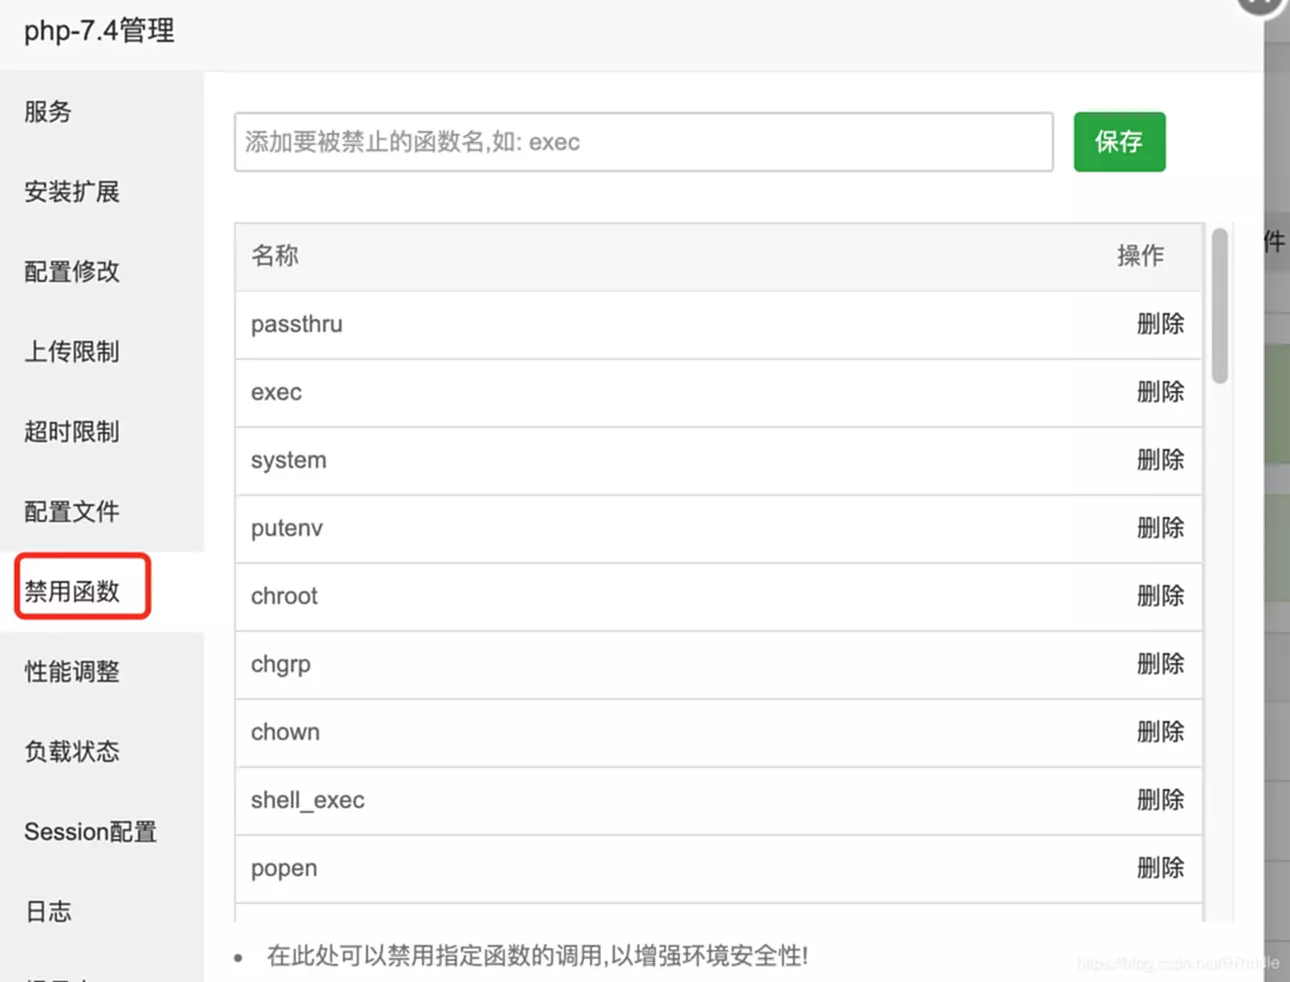 php-7.4管理
服务
安装扩展
配置修改
上传限制
超时限制
配置文件
禁用函数
性能调整
负载状态
Session配置
日志
添加要被禁止的函数名,如: exec
保存
名称 操作
passthru 删除
exec 删除
system 删除
putenv 删除
chroot 删除
chgrp 删除
chown 删除
shell_exec 删除
popen 删除
在此处可以禁用指定函数的调用,以增强环境安全性!
件